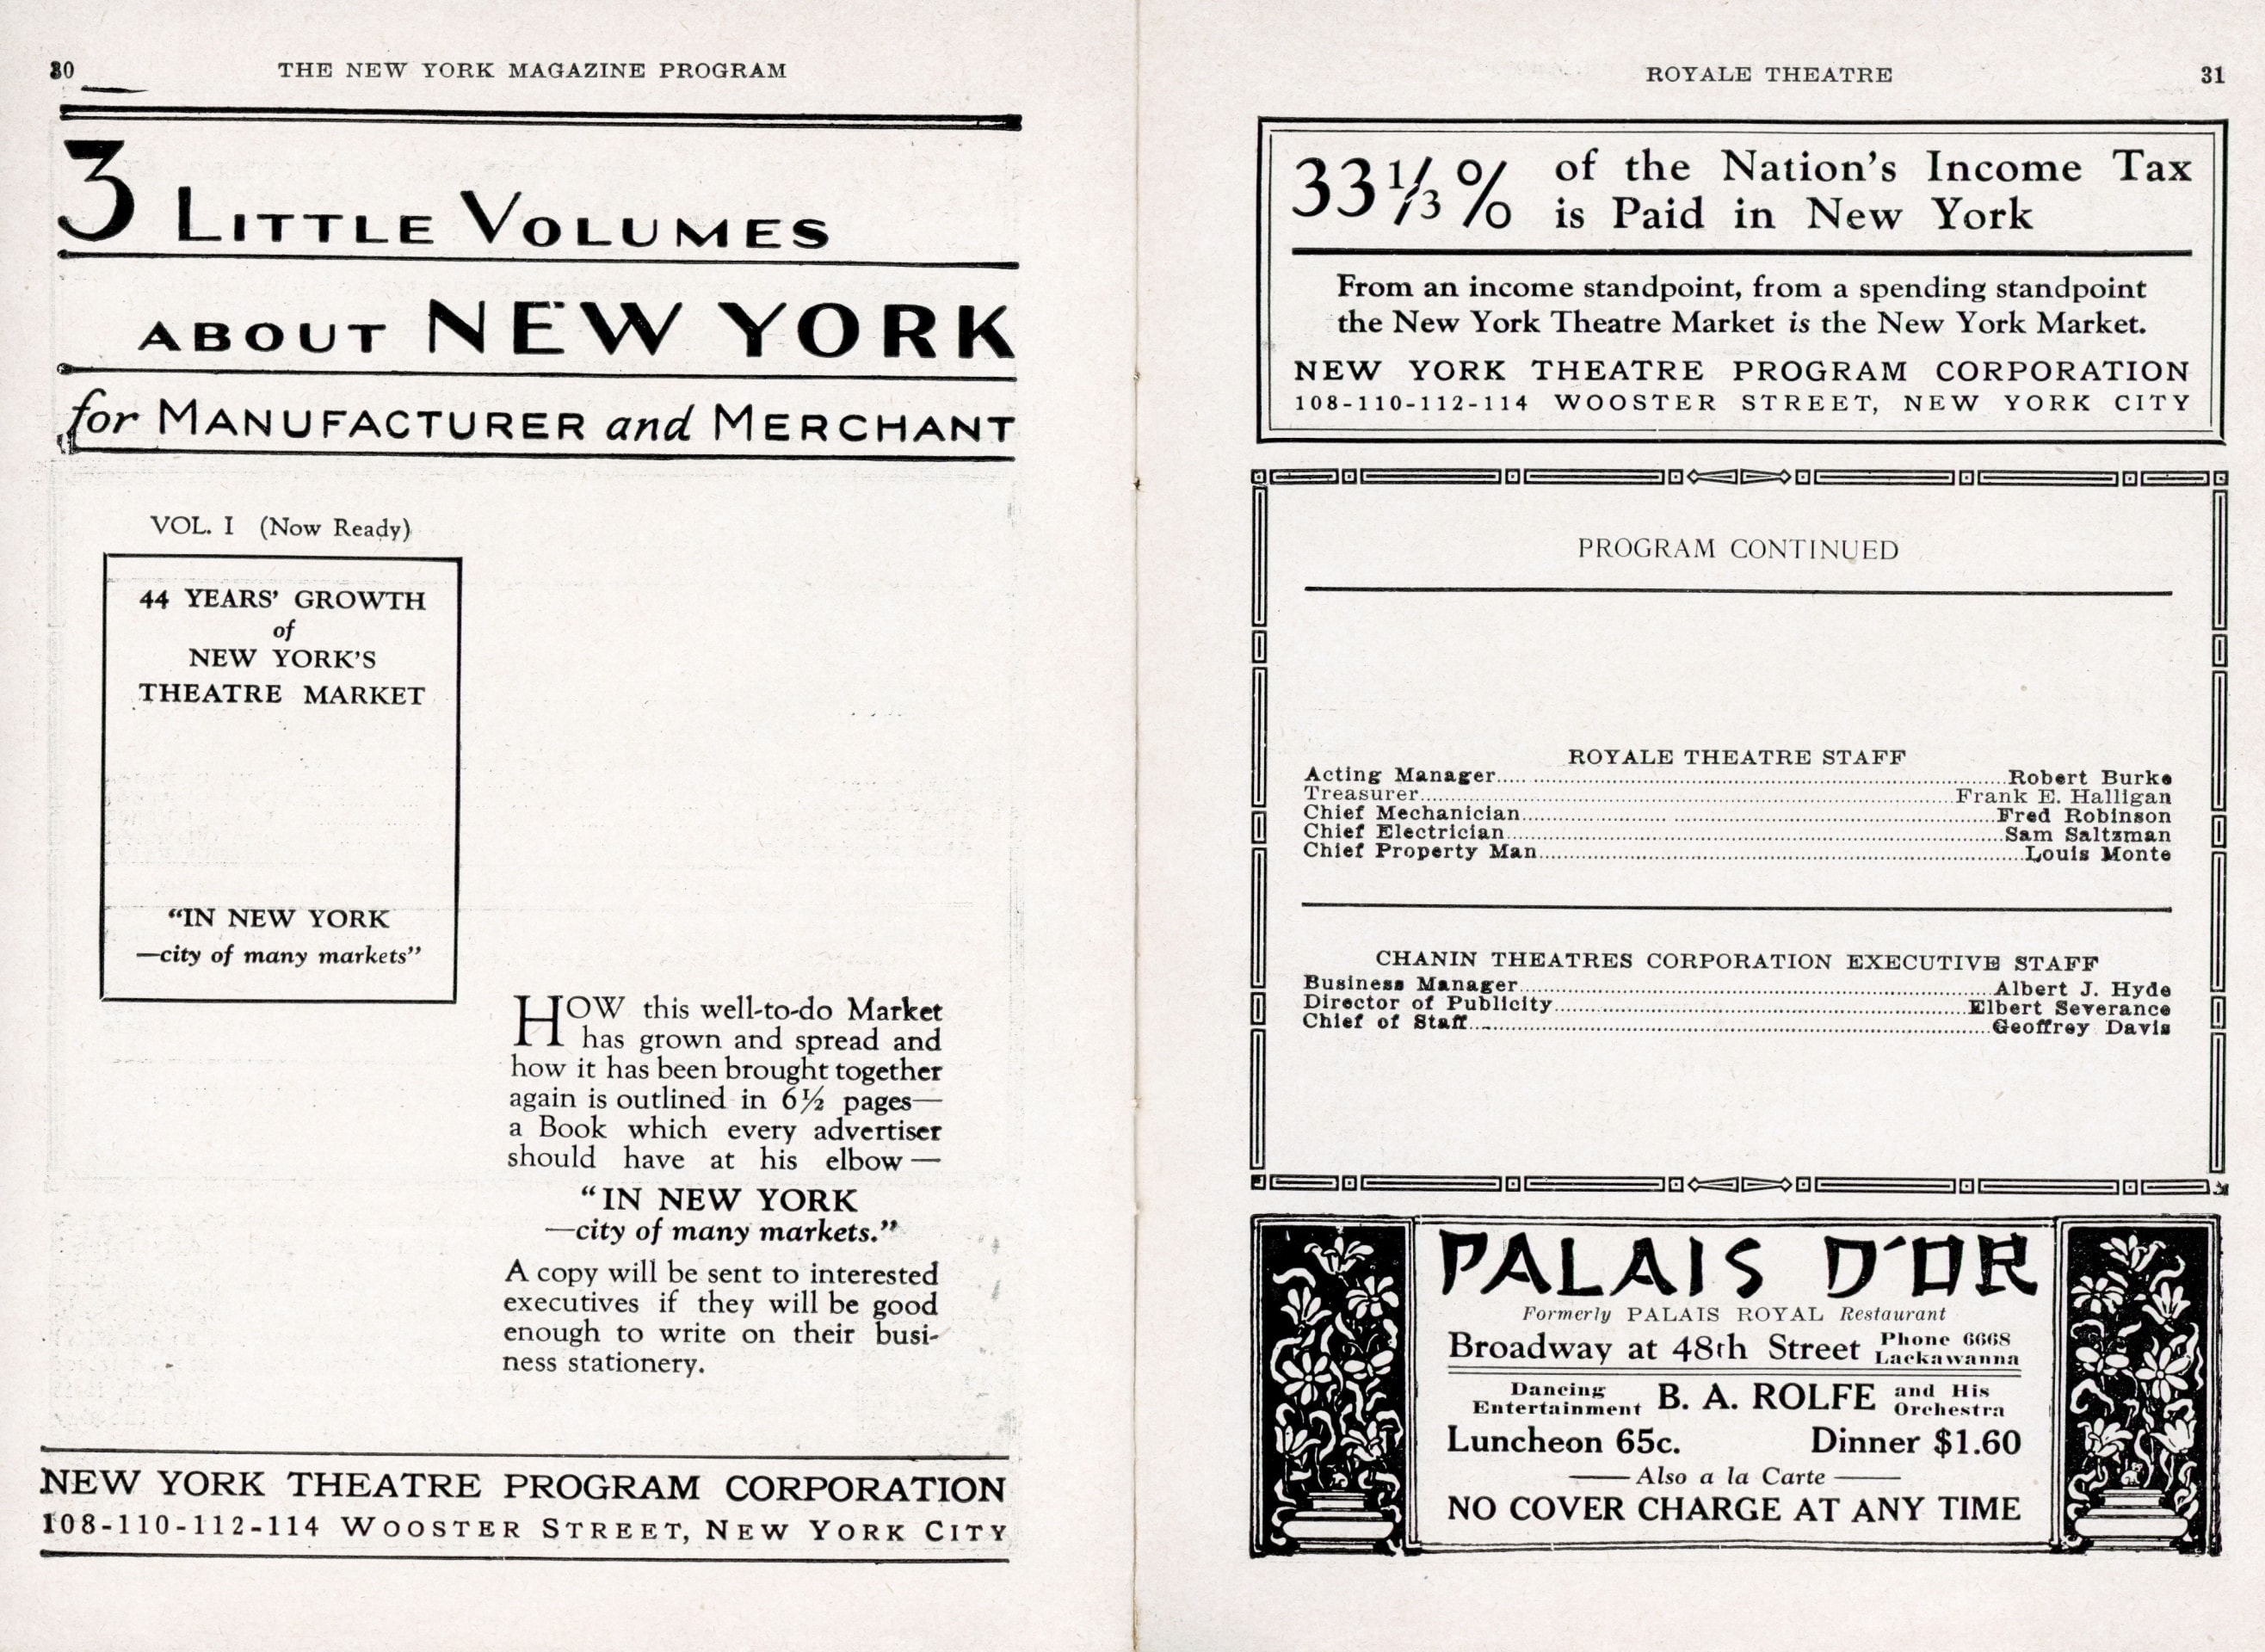 30
THE NEW YORK MAGAZINE PROGRAM
3 LITTLE VOLUMES
ABOUT NEW YORK
for MANUFACTURER and MERCHANT
VOL. I (Now Ready)
44 YEARS' GROWTH
of
NEW YORK'S
THEATRE MARKET
"IN NEW YORK
—city of many markets"
HOW this well-to-do Market
has grown and spread and
how it has been brought together
again is outlined in 6½ pages—
a Book which every advertiser
should have at his elbow—
"IN NEW YORK
—city of many markets."
A copy will be sent to interested
executives if they will be good
enough to write on their busi-
ness stationery.
NEW YORK THEATRE PROGRAM CORPORATION
108-110-112-114 WOOSTER STREET, NEW YORK CITY
ROYALE THEATRE
31
33⅓% of the Nation's Income Tax
is Paid in New York
From an income standpoint, from a spending standpoint
the New York Theatre Market is the New York Market.
NEW YORK THEATRE PROGRAM CORPORATION
108-110-112-114 WOOSTER STREET, NEW YORK CITY
PROGRAM CONTINUED
ROYALE THEATRE STAFF
Acting Manager.....Robert Burke
Treasurer.....Frank E. Halligan
Chief Mechanician.....Fred Robinson
Chief Electrician.....Sam Saltzman
Chief Property Man.....Louis Monte
CHANIN THEATRES CORPORATION EXECUTIVE STAFF
Business Manager.....Albert J. Hyde
Director of Publicity.....Elbert Severance
Chief of Staff.....Geoffrey Davis
PALAIS D'OR
Formerly PALAIS ROYAL Restaurant
Broadway at 48th Street Phone 6668 Lackawanna
Dancing Entertainment B. A. ROLFE and His Orchestra
Luncheon 65c. Dinner $1.60
—Also a la Carte—
NO COVER CHARGE AT ANY TIME